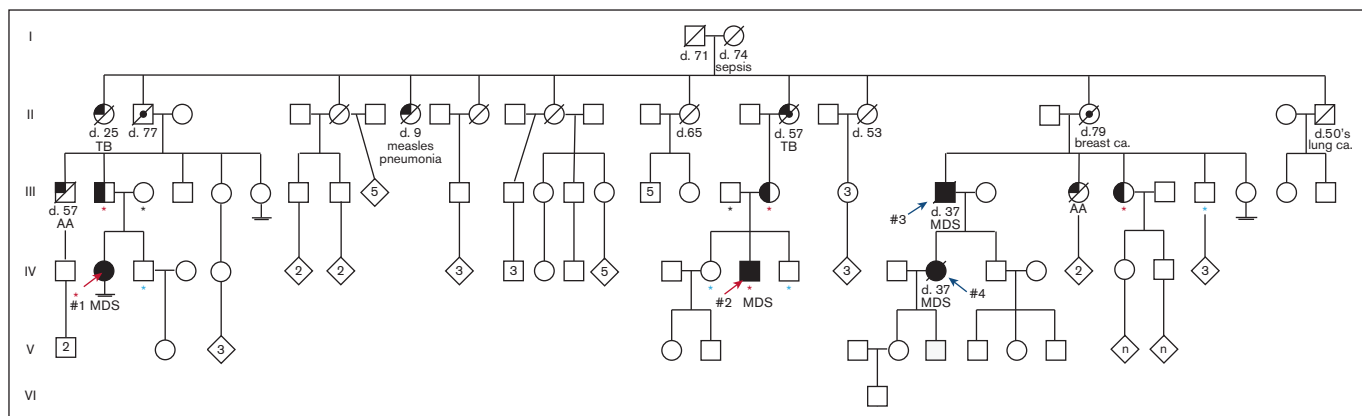 I
d. 71
d. 74
sepsis
II
d. 25
TB
d. 77
d. 9
measles
pneumonia
d.65
d. 57
TB
d. 53
d.79
breast ca.
d.50's
lung ca.
III
d. 57
AA
*
*
5
5
*
*
3
#3
d. 37
MDS
AA
*
*
IV
* #1 MDS
*
2
2
3
3
5
*
#2
*
MDS
*
3
d. 37
MDS
#4
2
3
V
2
3
n
n
VI